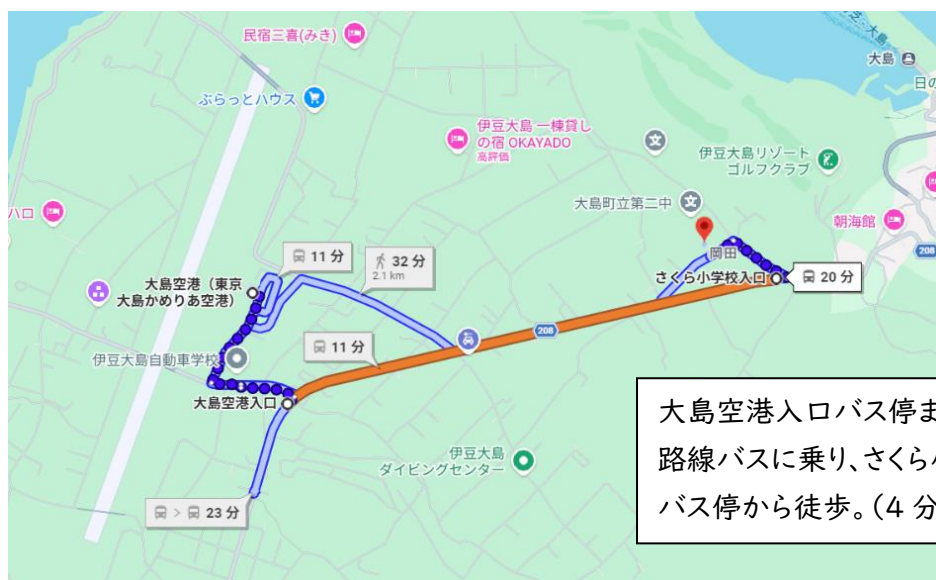 民宿三喜(みき)
ぶらっとハウス
伊豆大島 一棟貸し
の宿 OKAYADO
高評価
大島
日の
伊豆大島リゾート
ゴルフクラブ
大島町立第二中
朝海館
208
ハロ
岡田
さくら小学校入口
20 分
11 分
32 分
2.1 km
大島空港（東京
大島かめりあ空港）
208
11 分
伊豆大島自動車学校
大島空港入口
伊豆大島
ダイビングセンター
> 23 分
大島空港入口バス停ま
路線バスに乗り、さくら
バス停から徒歩。（4 分